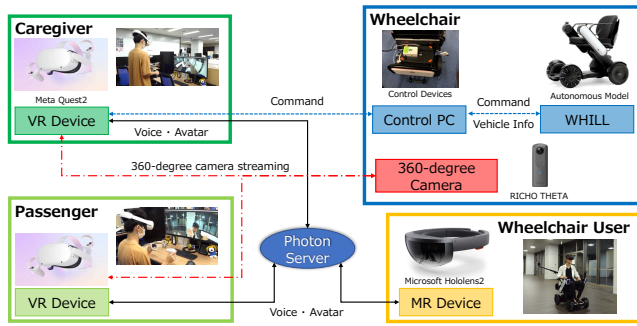 Caregiver
Meta Quest2
VR Device
Wheelchair
Control Devices
Autonomous Model
Control PC
Command
Vehicle Info
WHILL
360-degree
Camera
RICHO THETA
Command
Voice・Avatar
360-degree camera streaming
Passenger
VR Device
Photon
Server
Voice・Avatar
Wheelchair User
Microsoft Hololens2
MR Device